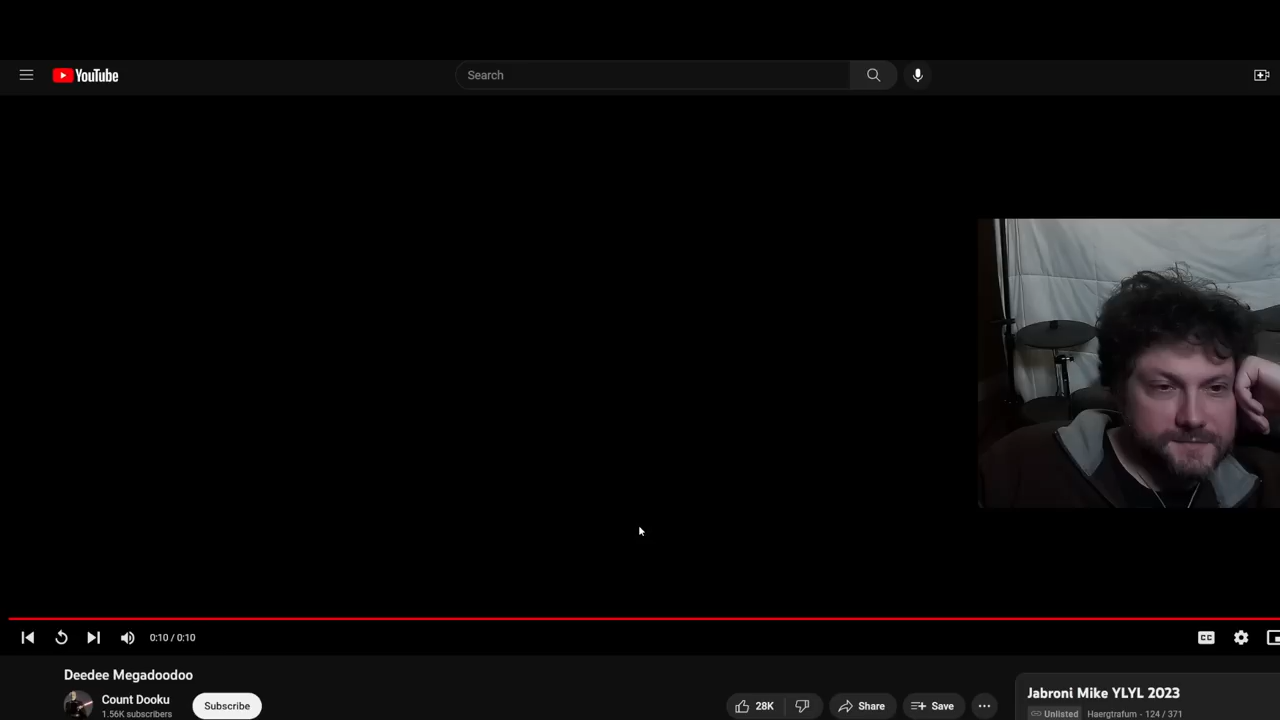 YouTube
Search
0:10 / 0:10
CC
Deedee Megadoodoo
Count Dooku
1.56K subscribers
Subscribe
28K
Share
Save
Jabroni Mike YLYL 2023
Unlisted
Haergtrafum - 124 / 371